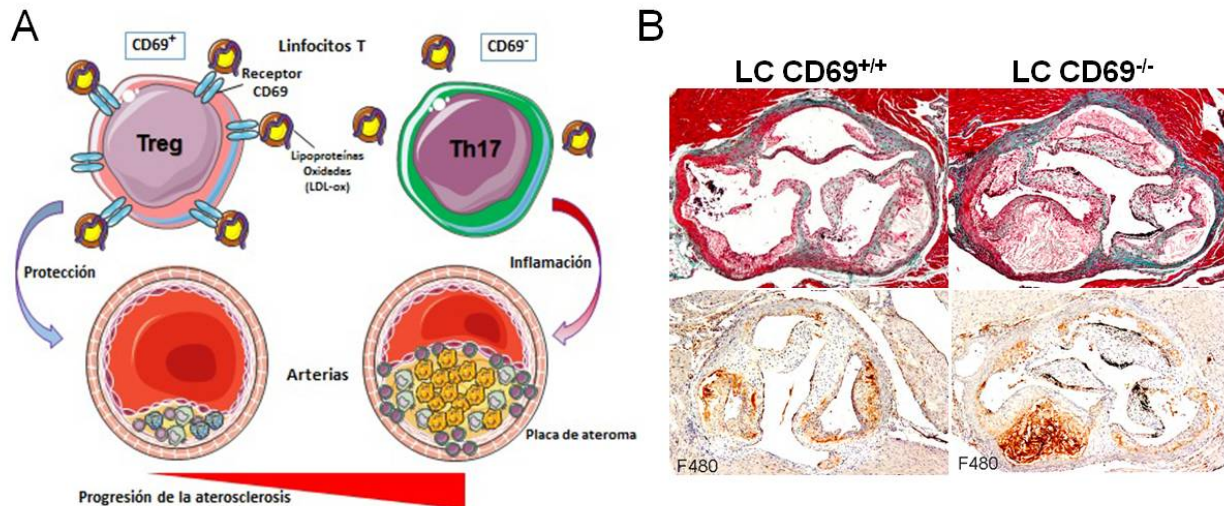 A
CD69+
Linfocitos T
CD69-
Receptor
CD69
Treg
Th17
Lipoproteínas
Oxidadas
(LDL-ox)
Protección
Inflamación
Arterias
Placa de ateroma
Progresión de la aterosclerosis
B
LC CD69+/+
LC CD69-/-
F480
F480